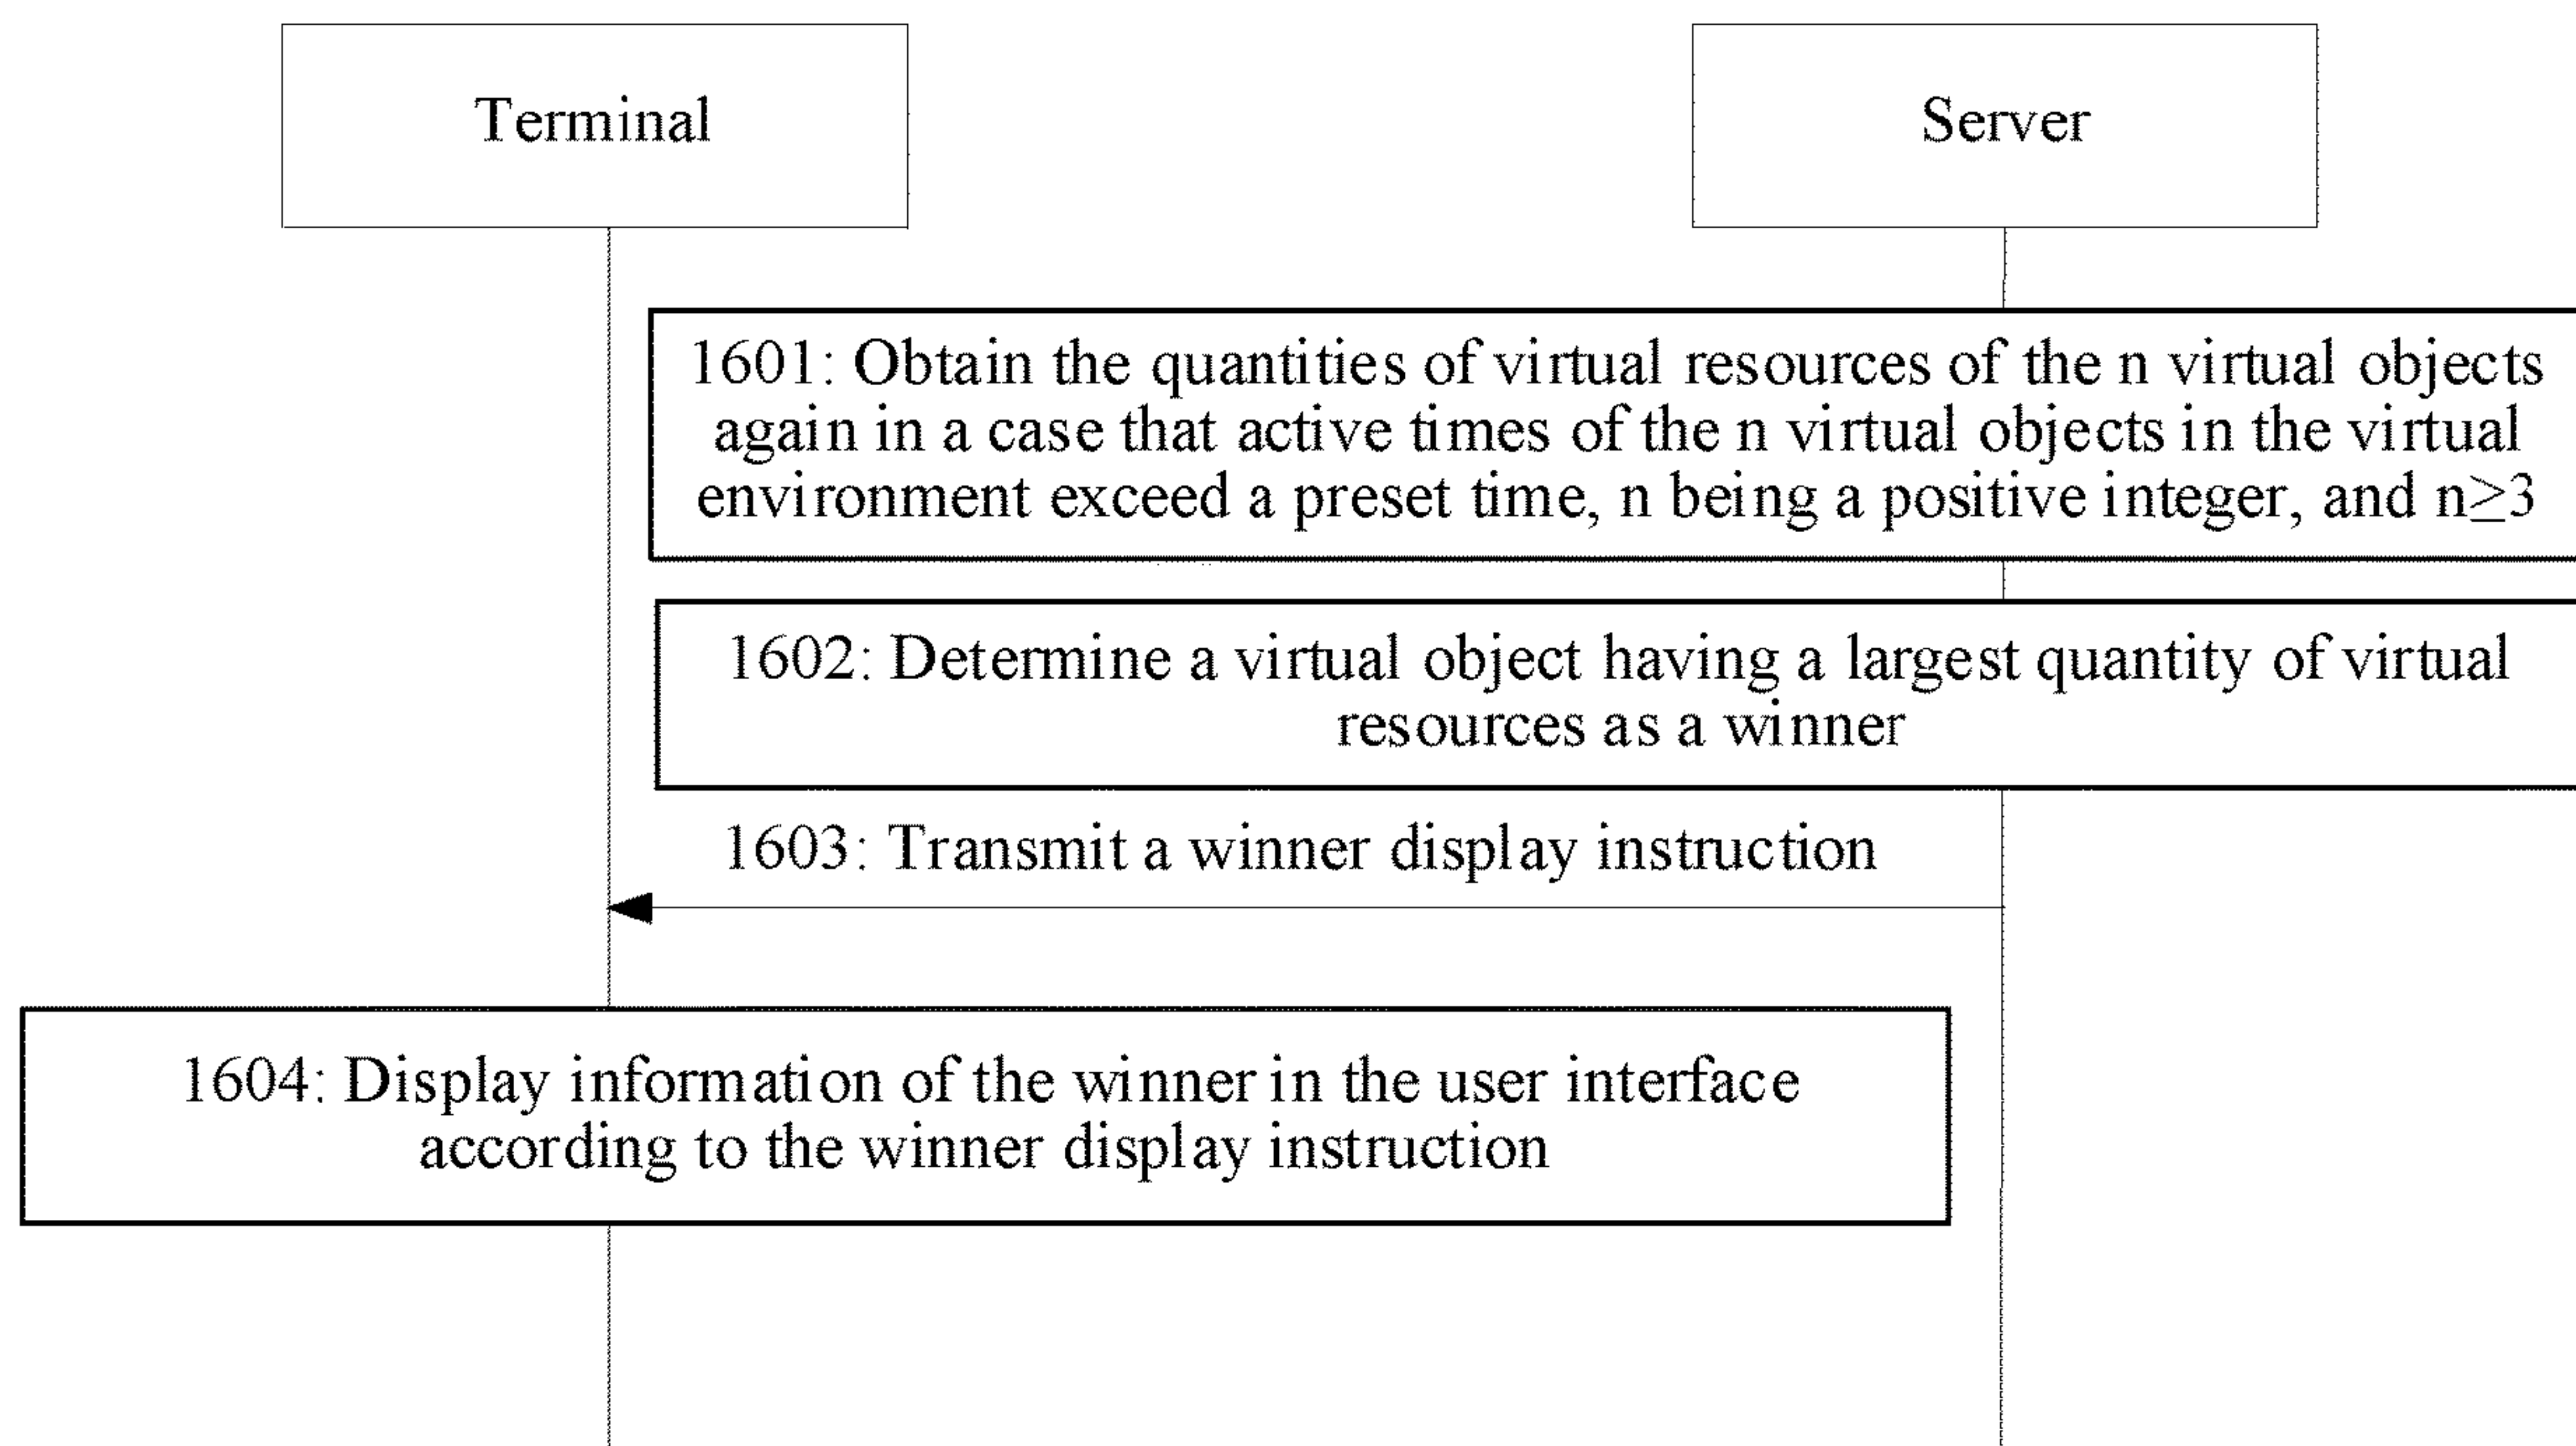 Terminal
Server
1601: Obtain the quantities of virtual resources of the n virtual objects
again in a case that active times of the n virtual objects in the virtual
environment exceed a preset time, n being a positive integer, and n≥3
1602: Determine a virtual object having a largest quantity of virtual
resources as a winner
1603: Transmit a winner display instruction
1604: Display information of the winner in the user interface
according to the winner display instruction